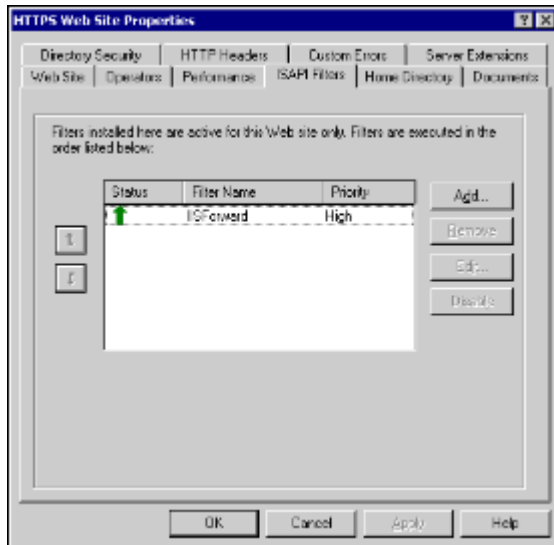 HTTPS Web Site Properties
Directory Security HTTP Headers Custom Errors Server Extensions
Web Site Operators Performance ISAPI Filters Home Directory Documents
Filters installed here are active for this Web site only. Filters are executed in the
order listed below:
Status Filter Name Priority
IISForward High
Add...
Remove
Edit...
Disable
OK Cancel Apply Help